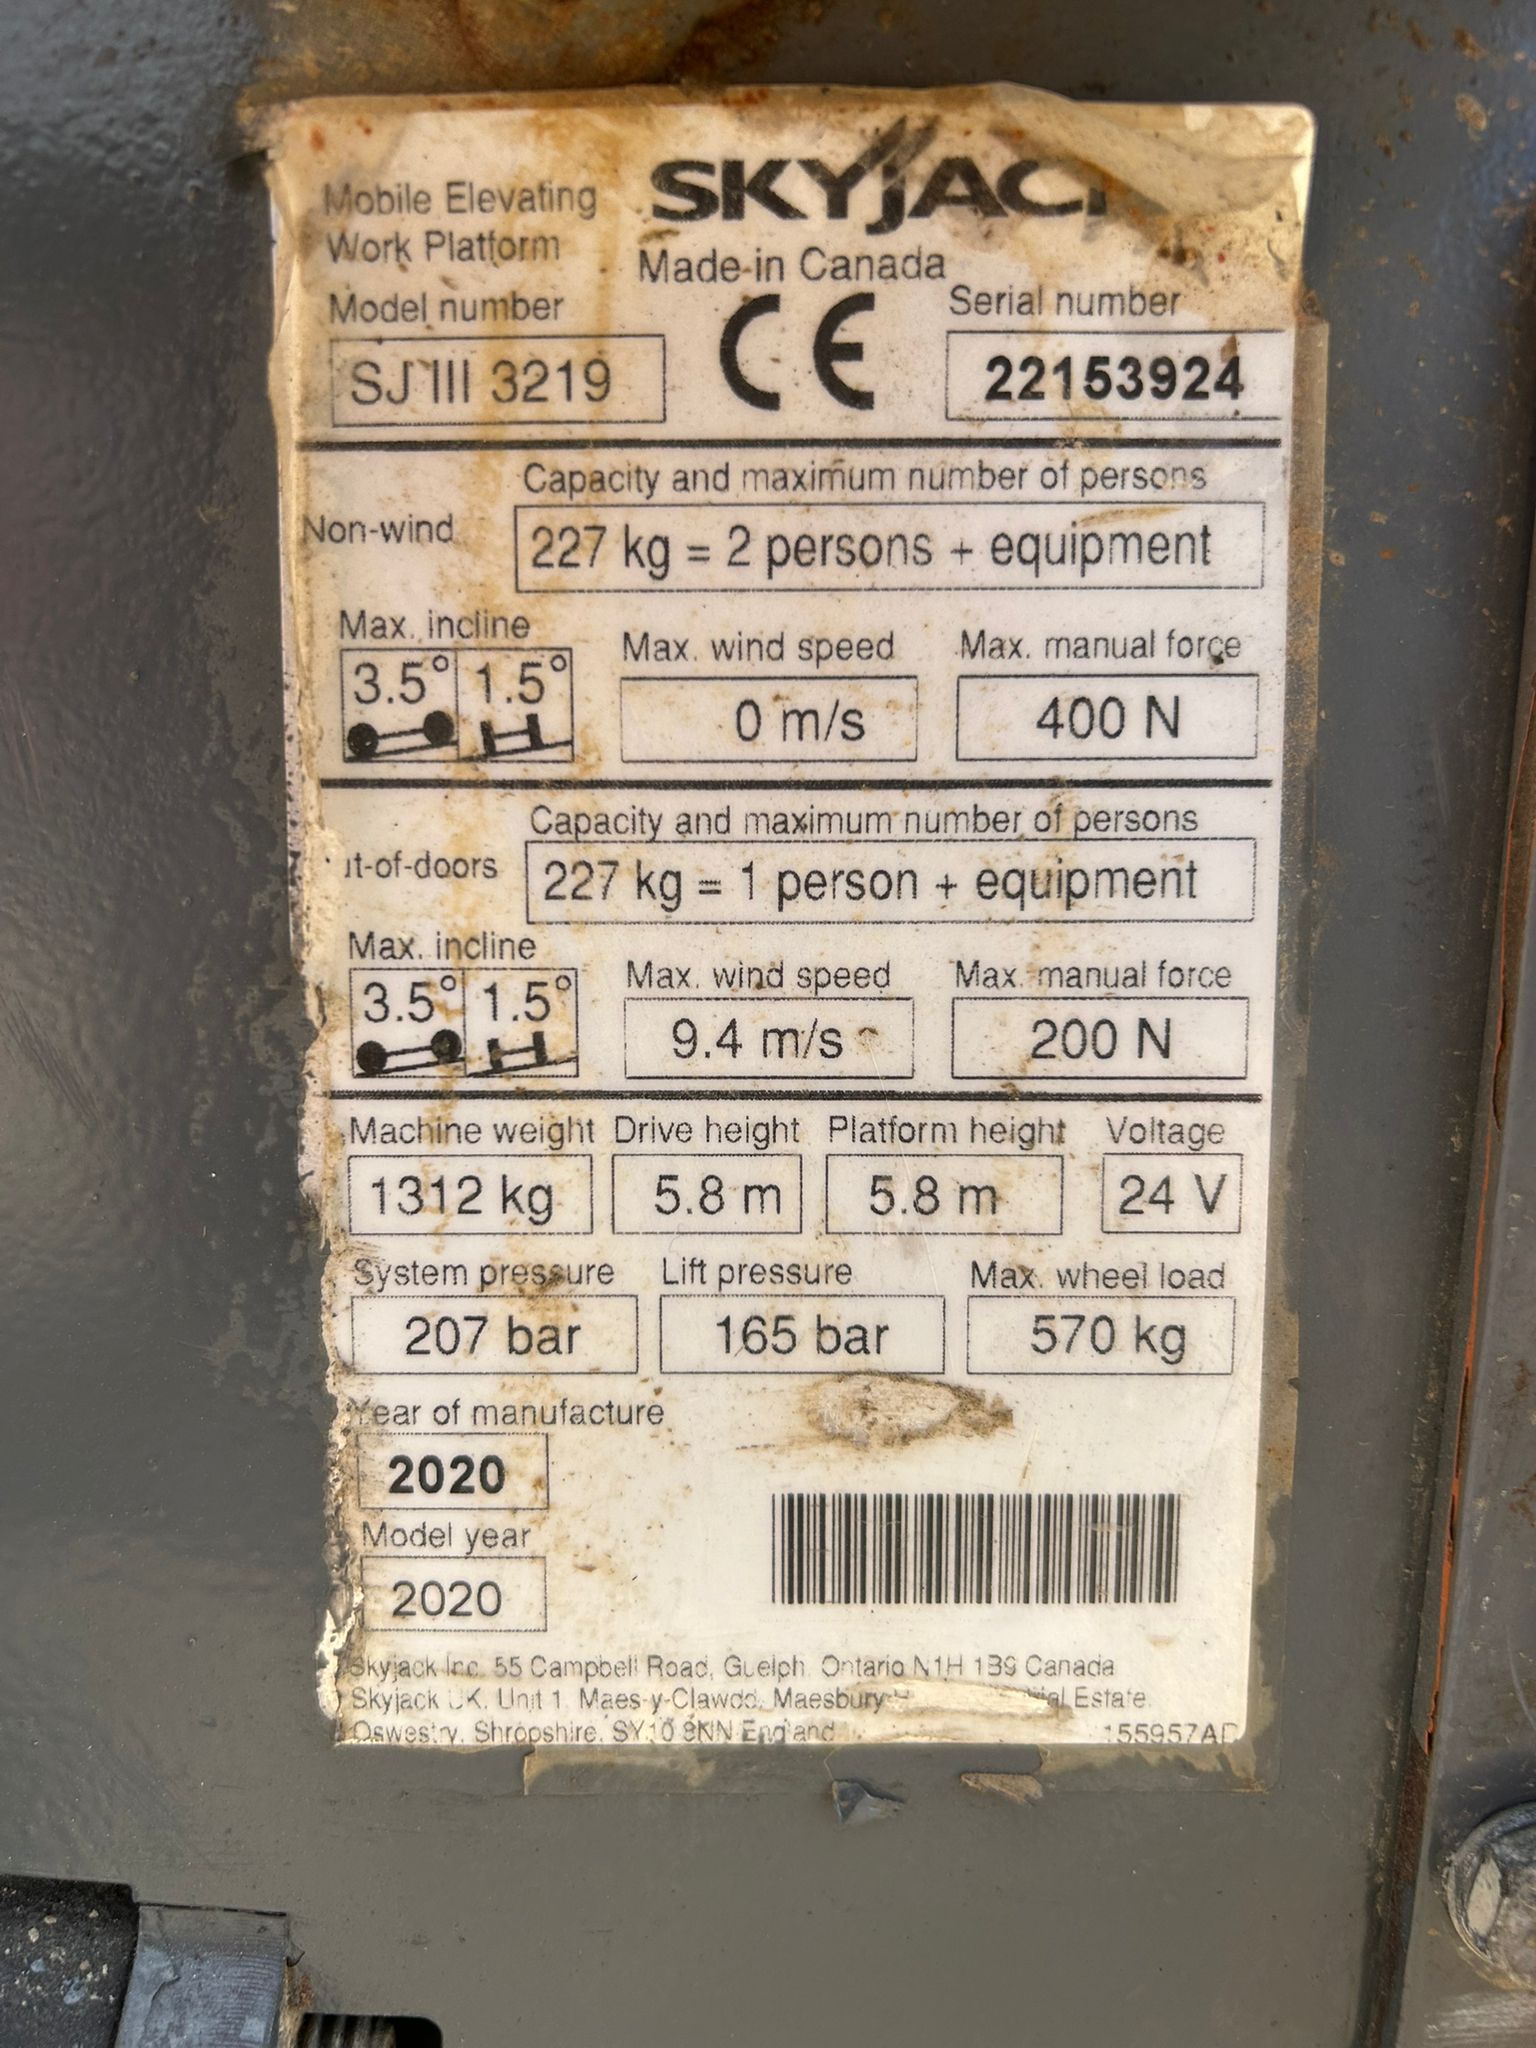 Mobile Elevating
Work Platform
SKYJAC
Made in Canada
Model number
SJ III 3219
CE
Serial number
22153924
Non-wind
Capacity and maximum number of persons
227 kg = 2 persons + equipment
Max. incline
3.5° 1.5°
Max. wind speed
0 m/s
Max. manual force
400 N
t-of-doors
Capacity and maximum number of persons
227 kg = 1 person + equipment
Max. incline
3.5° 1.5°
Max. wind speed
9.4 m/s
Max. manual force
200 N
Machine weight Drive height Platform height Voltage
1312 kg 5.8 m 5.8 m 24 V
System pressure Lift pressure Max. wheel load
207 bar 165 bar 570 kg
Year of manufacture
2020
Model year
2020
Skyjack Inc. 55 Campbell Road, Guelph, Ontario N1H 1B9 Canada
Skyjack UK, Unit 1, Maes-y-Clawdd, Maesbury Estate,
Oswestry, Shropshire, SY10 8NN England
155957A